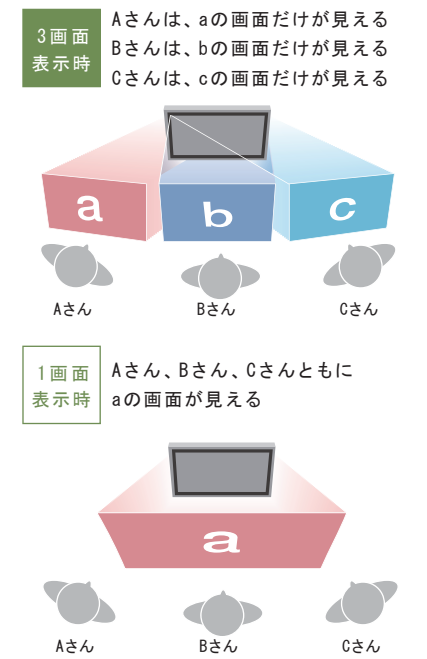 3画面
表示時
Aさんは、aの画面だけが見える
Bさんは、bの画面だけが見える
Cさんは、cの画面だけが見える
a
b
c
Aさん
Bさん
Cさん
1画面
表示時
Aさん、Bさん、Cさんともに
aの画面が見える
a
Aさん
Bさん
Cさん